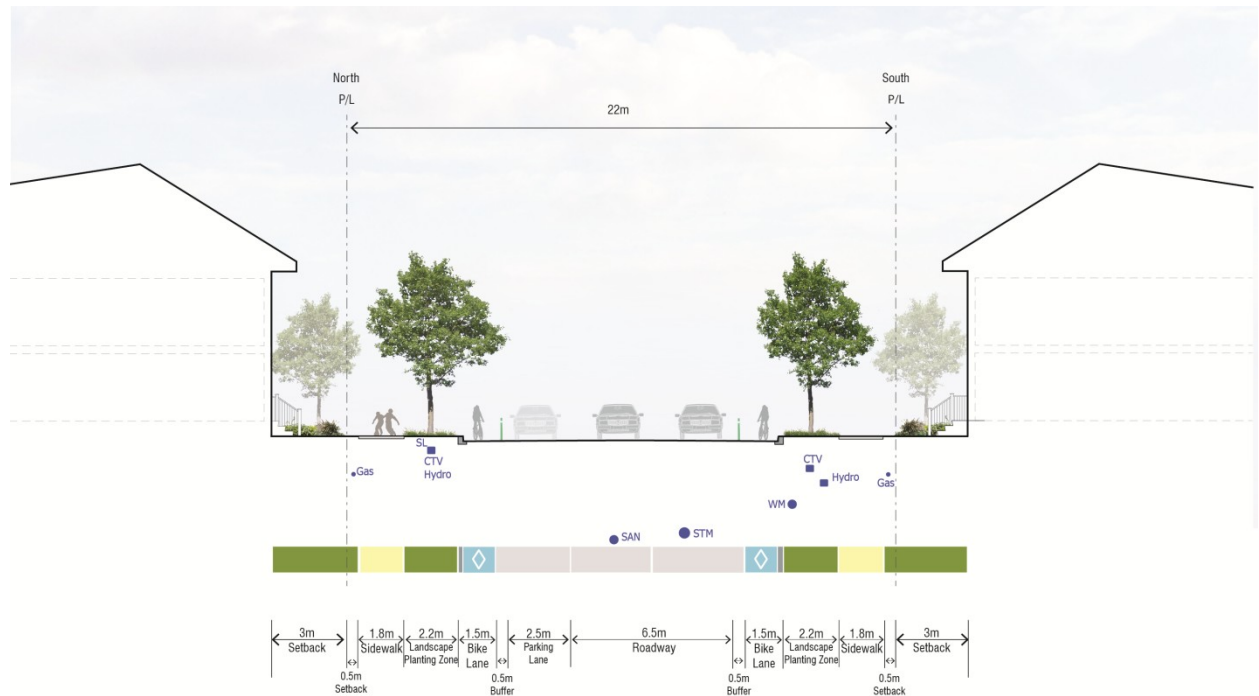 North
P/L
South
P/L
22m
SL
CTV
Hydro
Gas
CTV
Hydro
Gas
WM
SAN
STM
3m
Setback
0.5m
Setback
1.8m
Sidewalk
2.2m
Landscape
Planting Zone
1.5m
Bike
Lane
0.5m
Buffer
2.5m
Parking
Lane
6.5m
Roadway
0.5m
Buffer
1.5m
Bike
Lane
2.2m
Landscape
Planting Zone
1.8m
Sidewalk
0.5m
Setback
3m
Setback